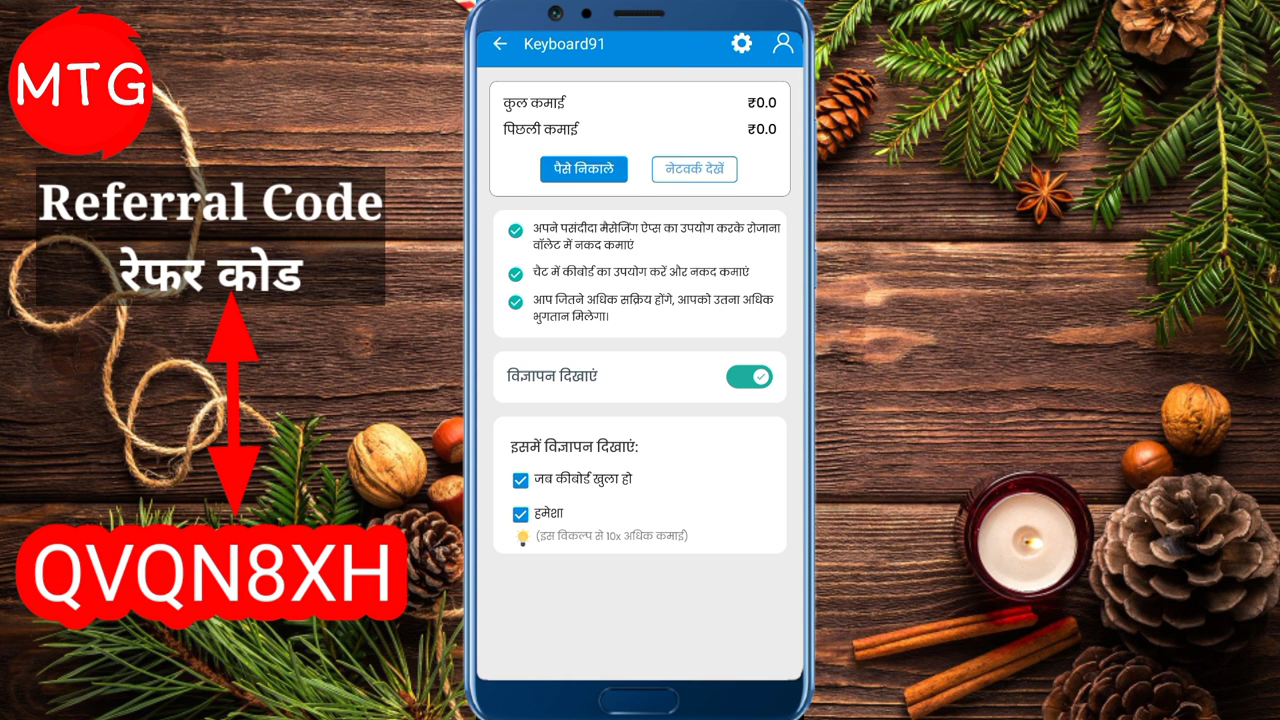 MTG
Referral Code
रेफर कोड
QVQN8XH
Keyboard91
कुल कमाई ₹0.0
पिछली कमाई ₹0.0
पैसे निकाले नेटवर्क देखें
अपने पसंदीदा मैसेजिंग ऐप्स का उपयोग करके रोजाना
वॉलेट में नकद कमाएं
चैट में कीबोर्ड का उपयोग करें और नकद कमाएं
आप जितने अधिक सक्रिय होंगे, आपको उतना अधिक
भुगतान मिलेगा।
विज्ञापन दिखाएं
इसमें विज्ञापन दिखाएं:
जब कीबोर्ड खुला हो
हमेशा
(इस विकल्प से 10x अधिक कमाई)